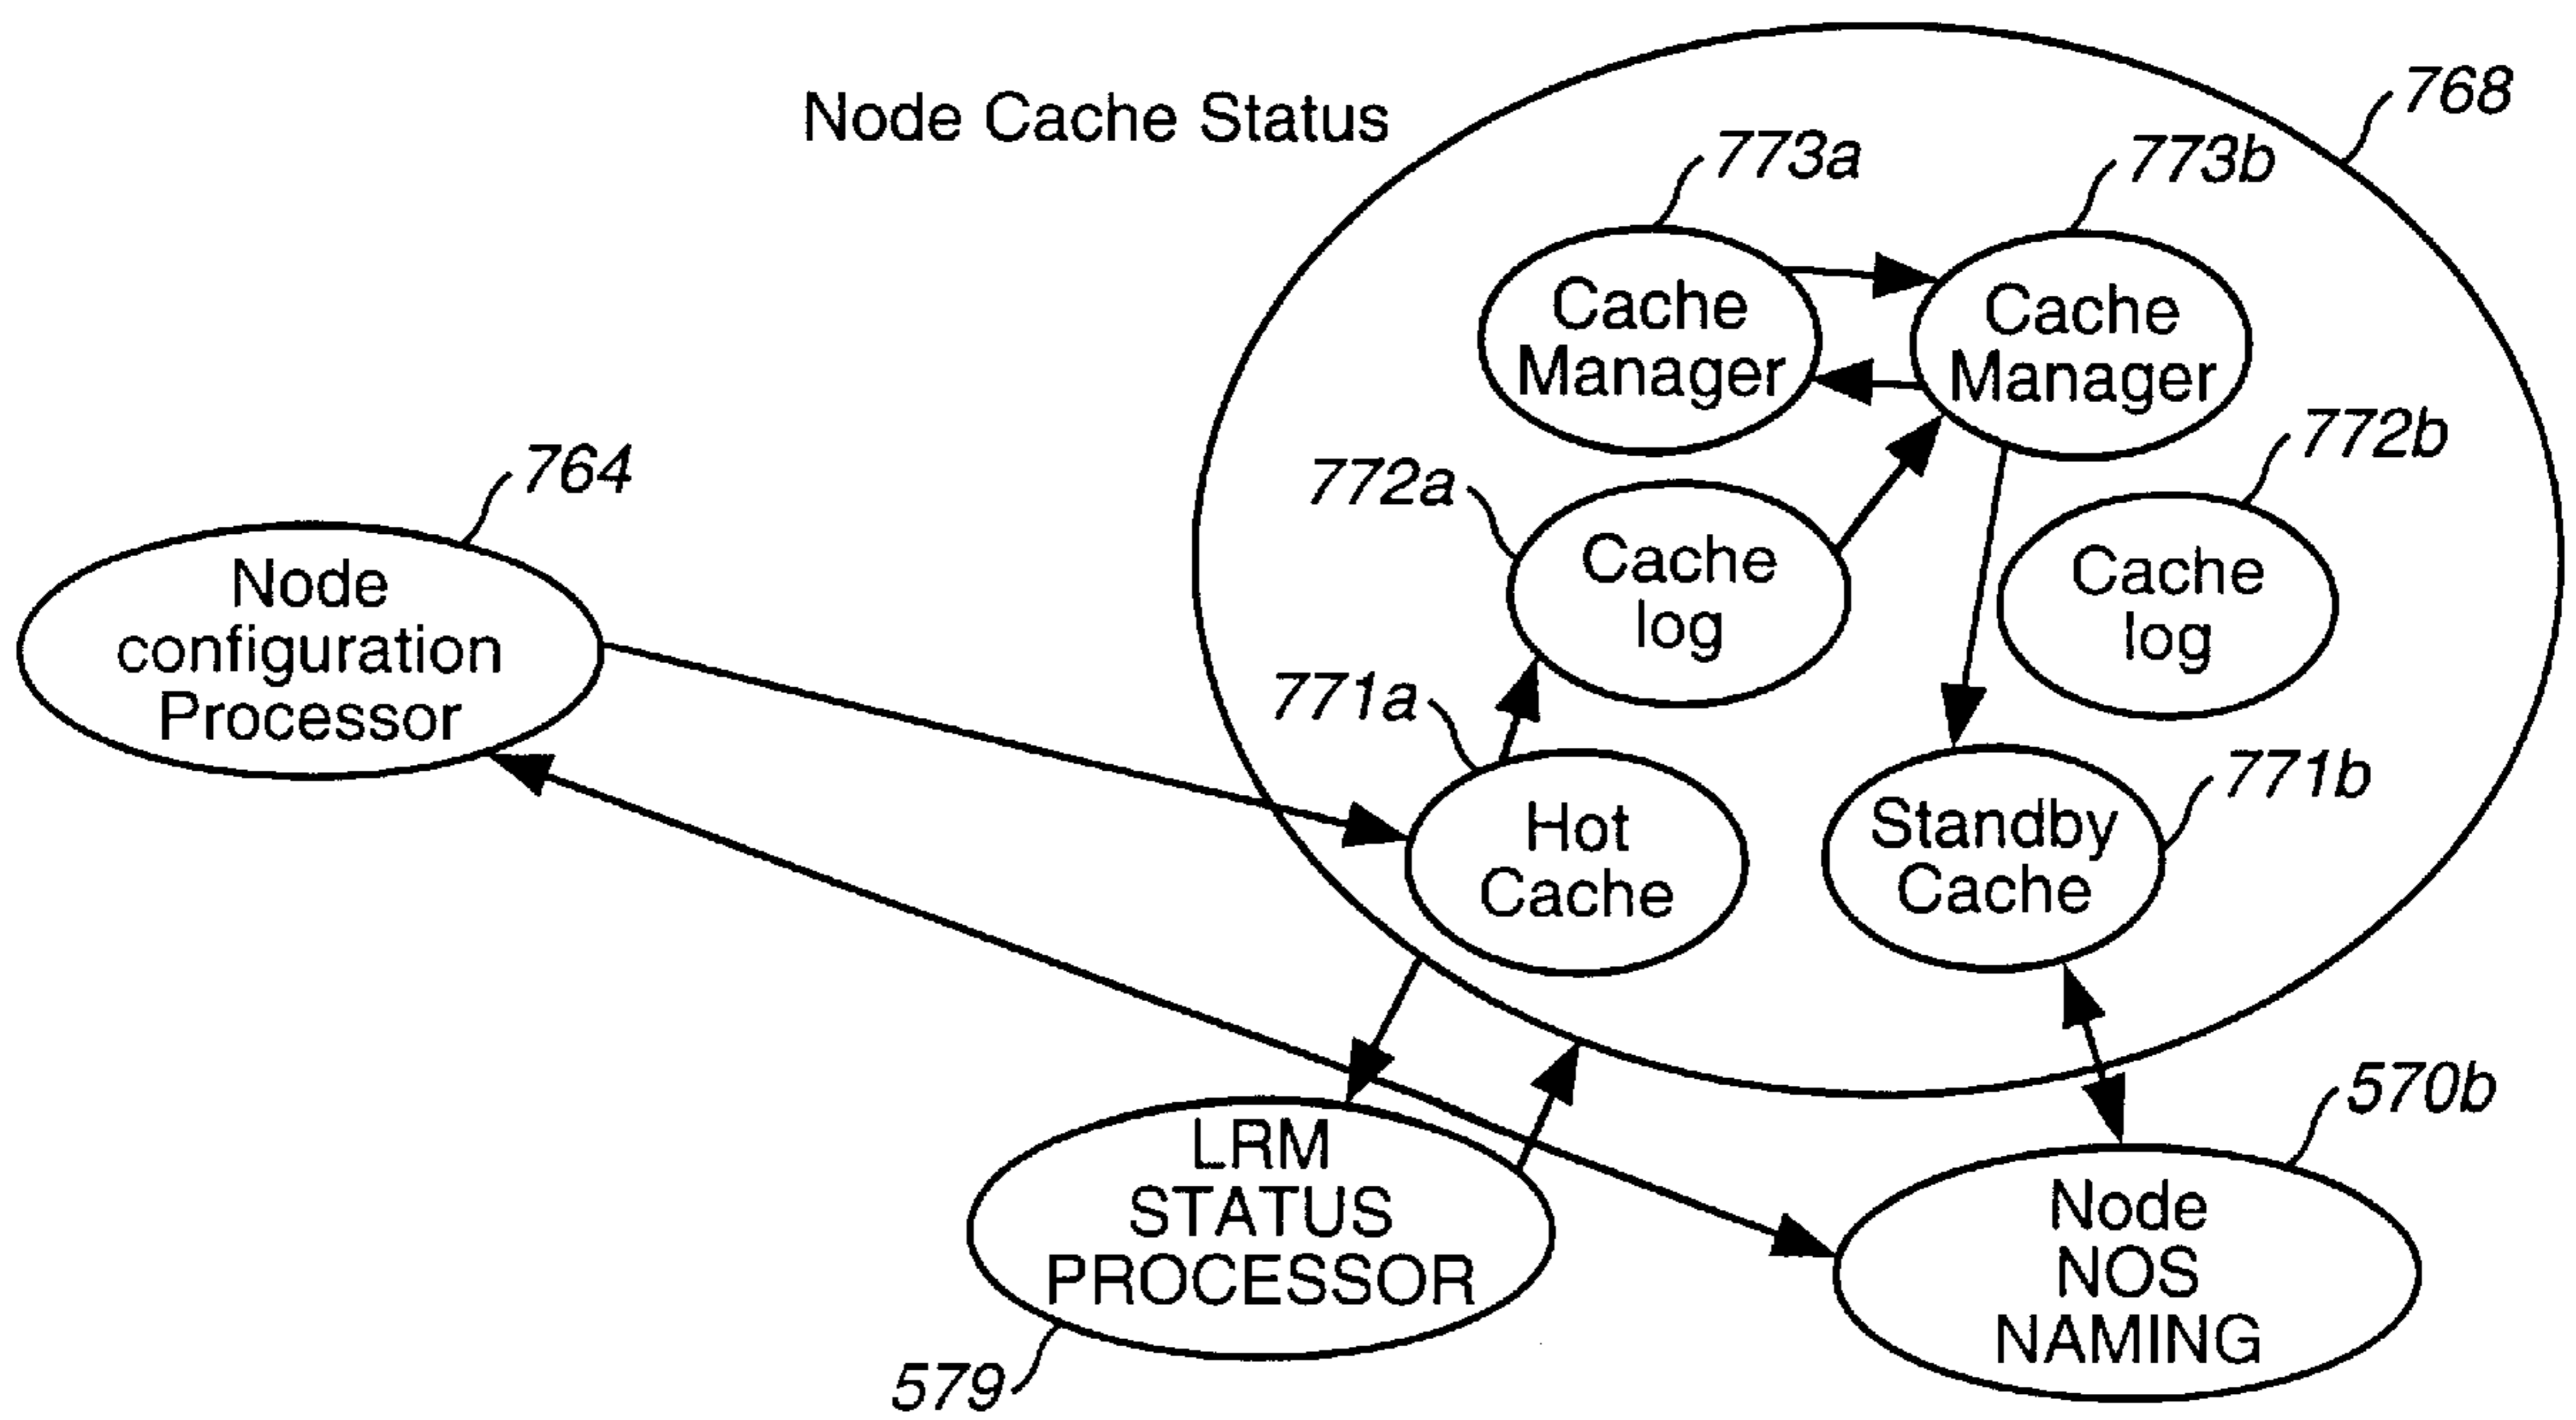 Node Cache Status
768
773a
773b
Cache
Manager
Cache
Manager
772a
772b
Cache
log
Cache
log
764
Node
configuration
Processor
771a
771b
Hot
Cache
Standby
Cache
570b
LRM
STATUS
PROCESSOR
Node
NOS
NAMING
579